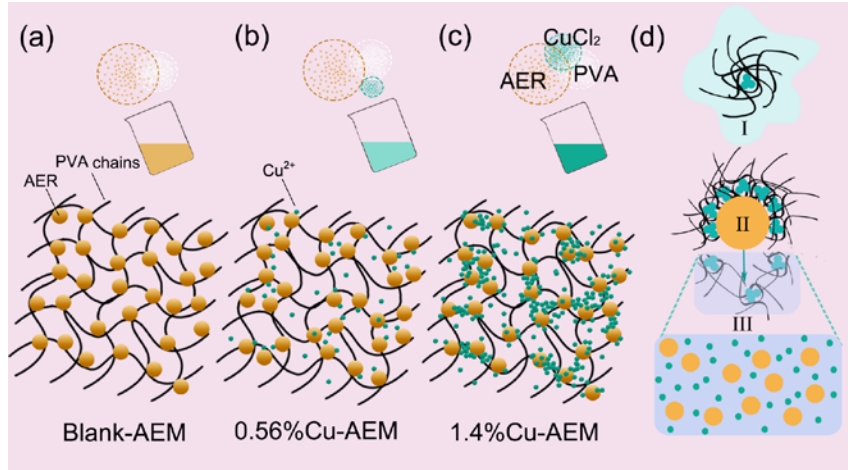 (a)
(b)
(c)
(d)
CuCl₂
AER
PVA
PVA chains
AER
Cu²⁺
I
II
III
Blank-AEM
0.56%Cu-AEM
1.4%Cu-AEM